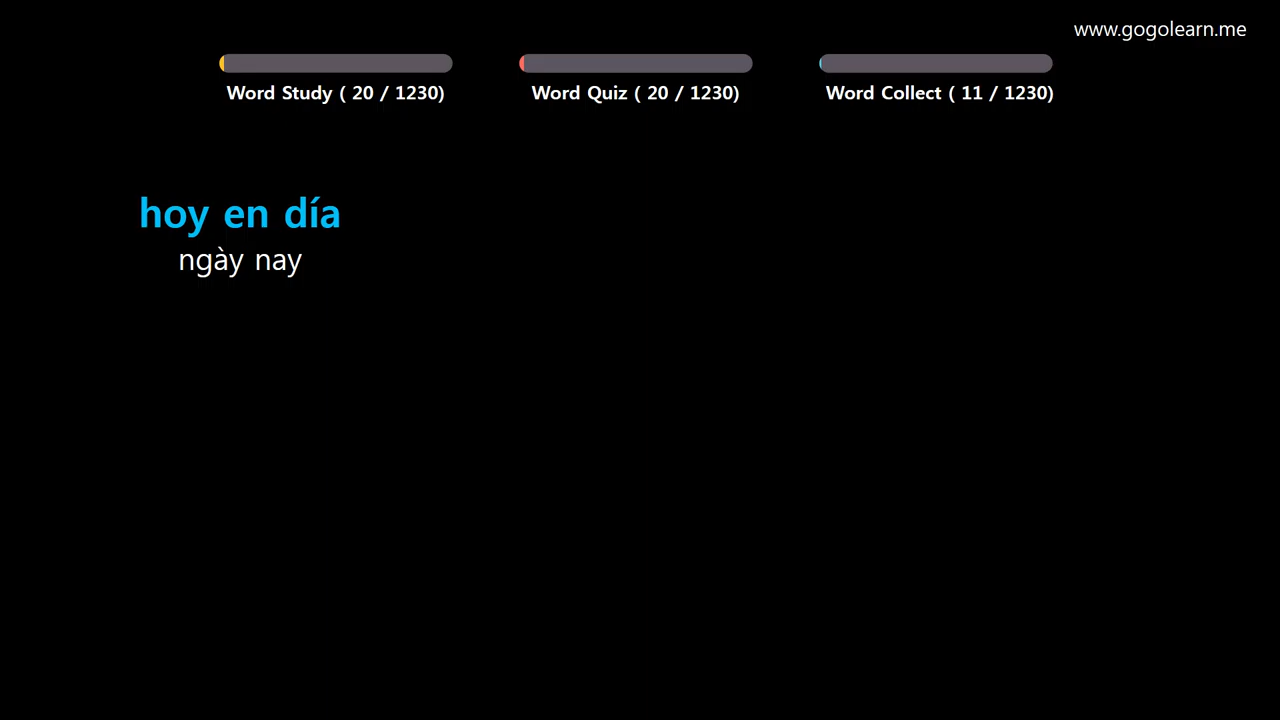 www.gogolearn.me
Word Study ( 20 / 1230)
Word Quiz ( 20 / 1230)
Word Collect ( 11 / 1230)
hoy en día
ngày nay